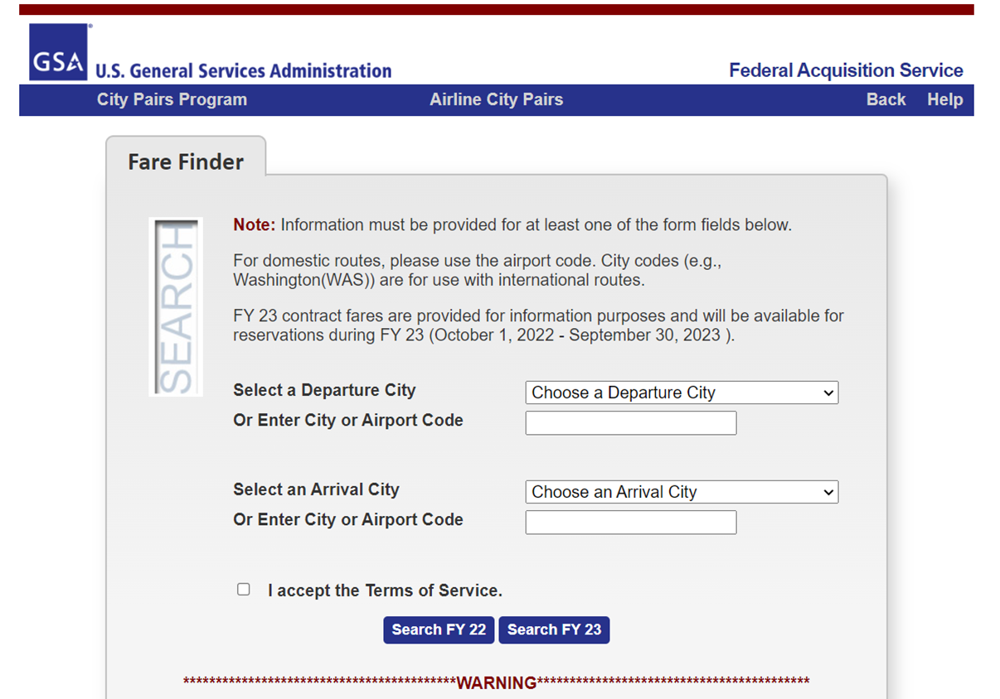 GSA
U.S. General Services Administration
Federal Acquisition Service
City Pairs Program
Airline City Pairs
Back
Help
Fare Finder
SEARCH
Note: Information must be provided for at least one of the form fields below.
For domestic routes, please use the airport code. City codes (e.g.,
Washington(WAS)) are for use with international routes.
FY 23 contract fares are provided for information purposes and will be available for
reservations during FY 23 (October 1, 2022 - September 30, 2023 ).
Select a Departure City
Choose a Departure City
Or Enter City or Airport Code
Select an Arrival City
Choose an Arrival City
Or Enter City or Airport Code
I accept the Terms of Service.
Search FY 22
Search FY 23
******************************************WARNING******************************************